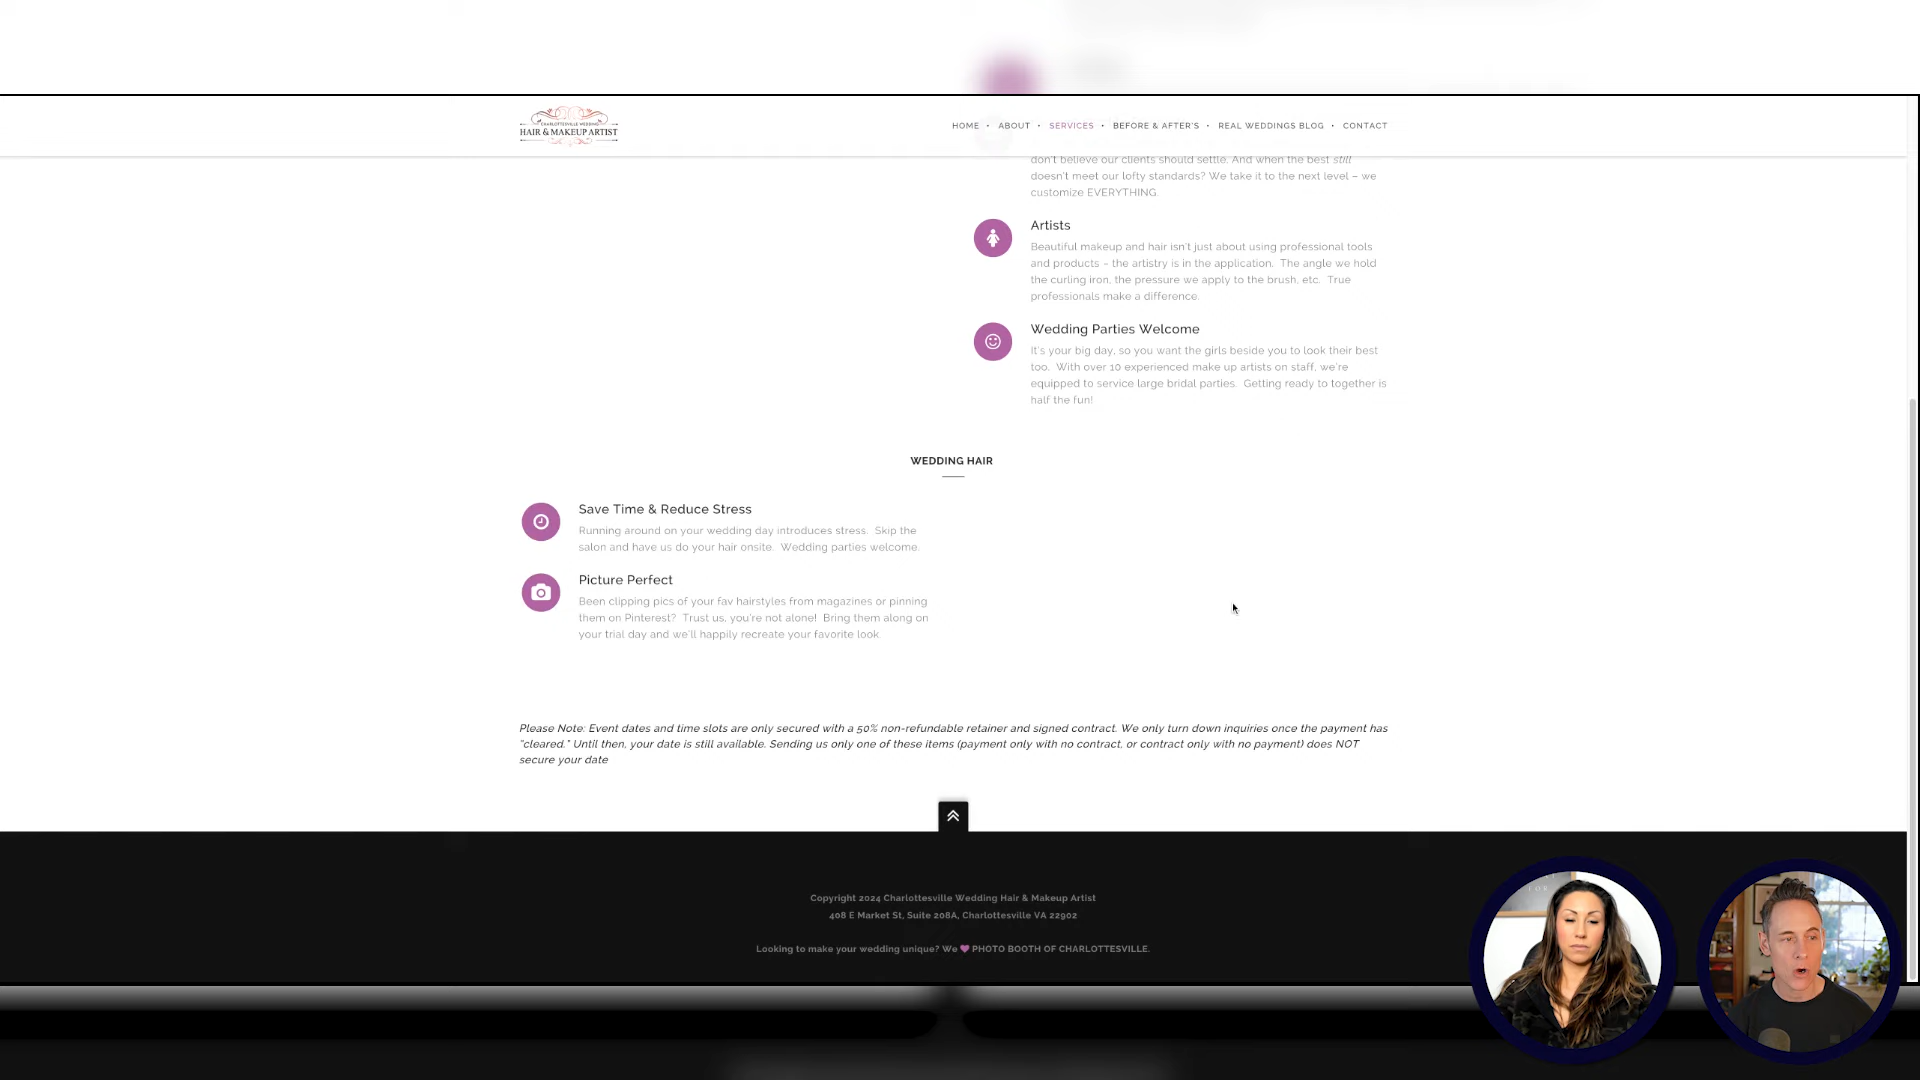 CHARLOTTESVILLE WEDDING
HAIR & MAKEUP ARTIST
HOME • ABOUT • SERVICES • BEFORE & AFTER'S • REAL WEDDINGS BLOG • CONTACT
don't believe our clients should settle. And when the best still
doesn't meet our lofty standards? We take it to the next level – we
customize EVERYTHING.
Artists
Beautiful makeup and hair isn't just about using professional tools
and products – the artistry is in the application. The angle we hold
the curling iron, the pressure we apply to the brush, etc. True
professionals make a difference.
Wedding Parties Welcome
It's your big day, so you want the girls beside you to look their best
too. With over 10 experienced make up artists on staff, we're
equipped to service large bridal parties. Getting ready to together is
half the fun!
WEDDING HAIR
Save Time & Reduce Stress
Running around on your wedding day introduces stress. Skip the
salon and have us do your hair onsite. Wedding parties welcome.
Picture Perfect
Been clipping pics of your fav hairstyles from magazines or pinning
them on Pinterest? Trust us, you're not alone! Bring them along on
your trial day and we'll happily recreate your favorite look.
Please Note: Event dates and time slots are only secured with a 50% non-refundable retainer and signed contract. We only turn down inquiries once the payment has
"cleared." Until then, your date is still available. Sending us only one of these items (payment only with no contract, or contract only with no payment) does NOT
secure your date
Copyright 2024 Charlottesville Wedding Hair & Makeup Artist
408 E Market St, Suite 208A, Charlottesville VA 22902
Looking to make your wedding unique? We 💜 PHOTO BOOTH OF CHARLOTTESVILLE.